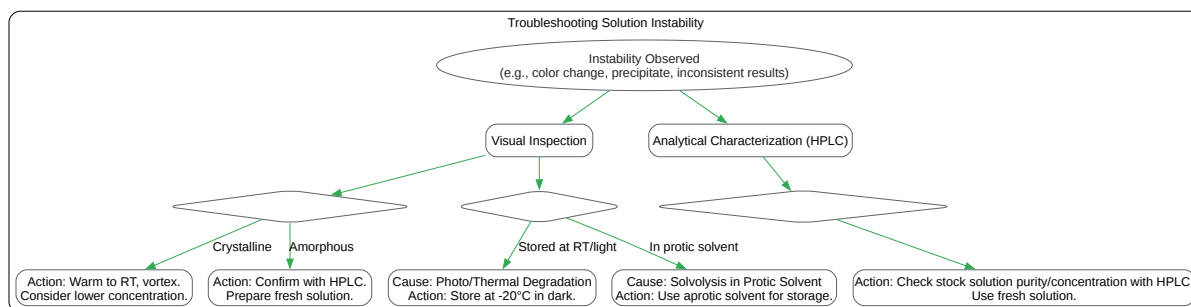 Troubleshooting Solution Instability
Instability Observed
(e.g., color change, precipitate, inconsistent results)
Visual Inspection
Analytical Characterization (HPLC)
Crystalline
Amorphous
Stored at RT/light
In protic solvent
Action: Warm to RT, vortex.
Consider lower concentration.
Action: Confirm with HPLC.
Prepare fresh solution.
Cause: Photo/Thermal Degradation
Action: Store at -20°C in dark.
Cause: Solvolysis in Protic Solvent
Action: Use aprotic solvent for storage.
Action: Check stock solution purity/concentration with HPLC
Use fresh solution.